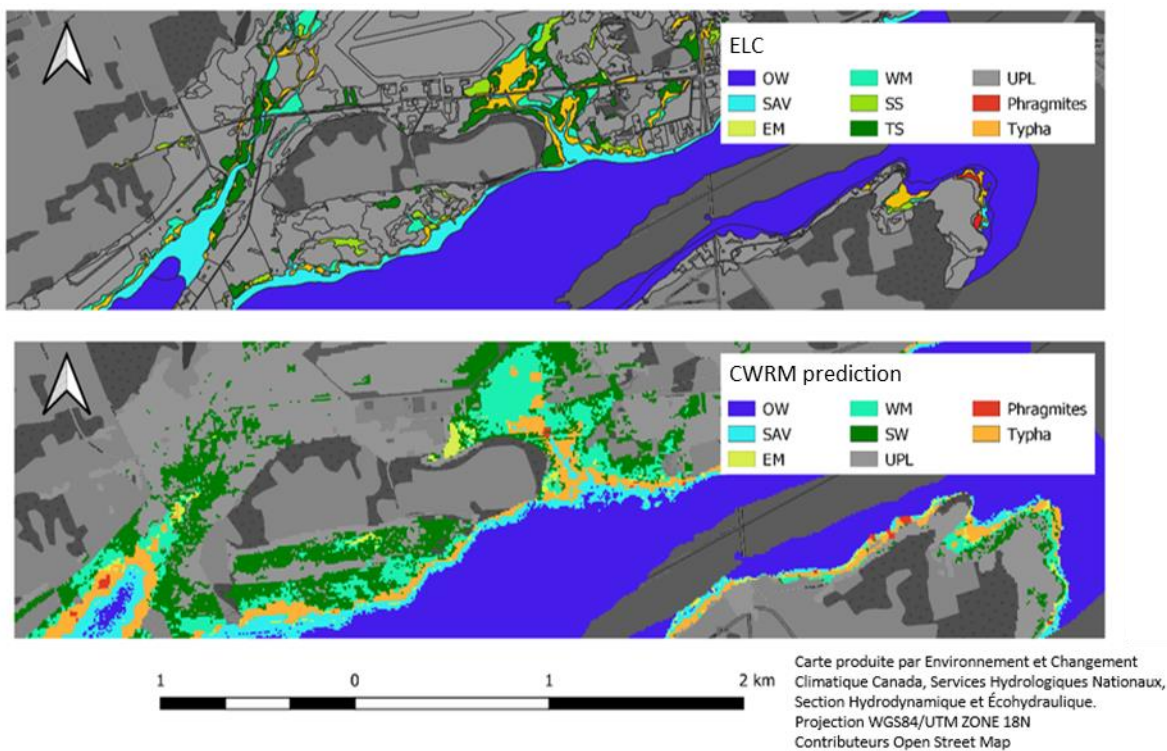 ELC
OW WM UPL
SAV SS Phragmites
EM TS Typha
CWRM prediction
OW WM Phragmites
SAV SW Typha
EM UPL
1 0 1 2 km
Carte produite par Environnement et Changement
Climatique Canada, Services Hydrologiques Nationaux,
Section Hydrodynamique et Écohydraulique.
Projection WGS84/UTM ZONE 18N
Contributeurs Open Street Map